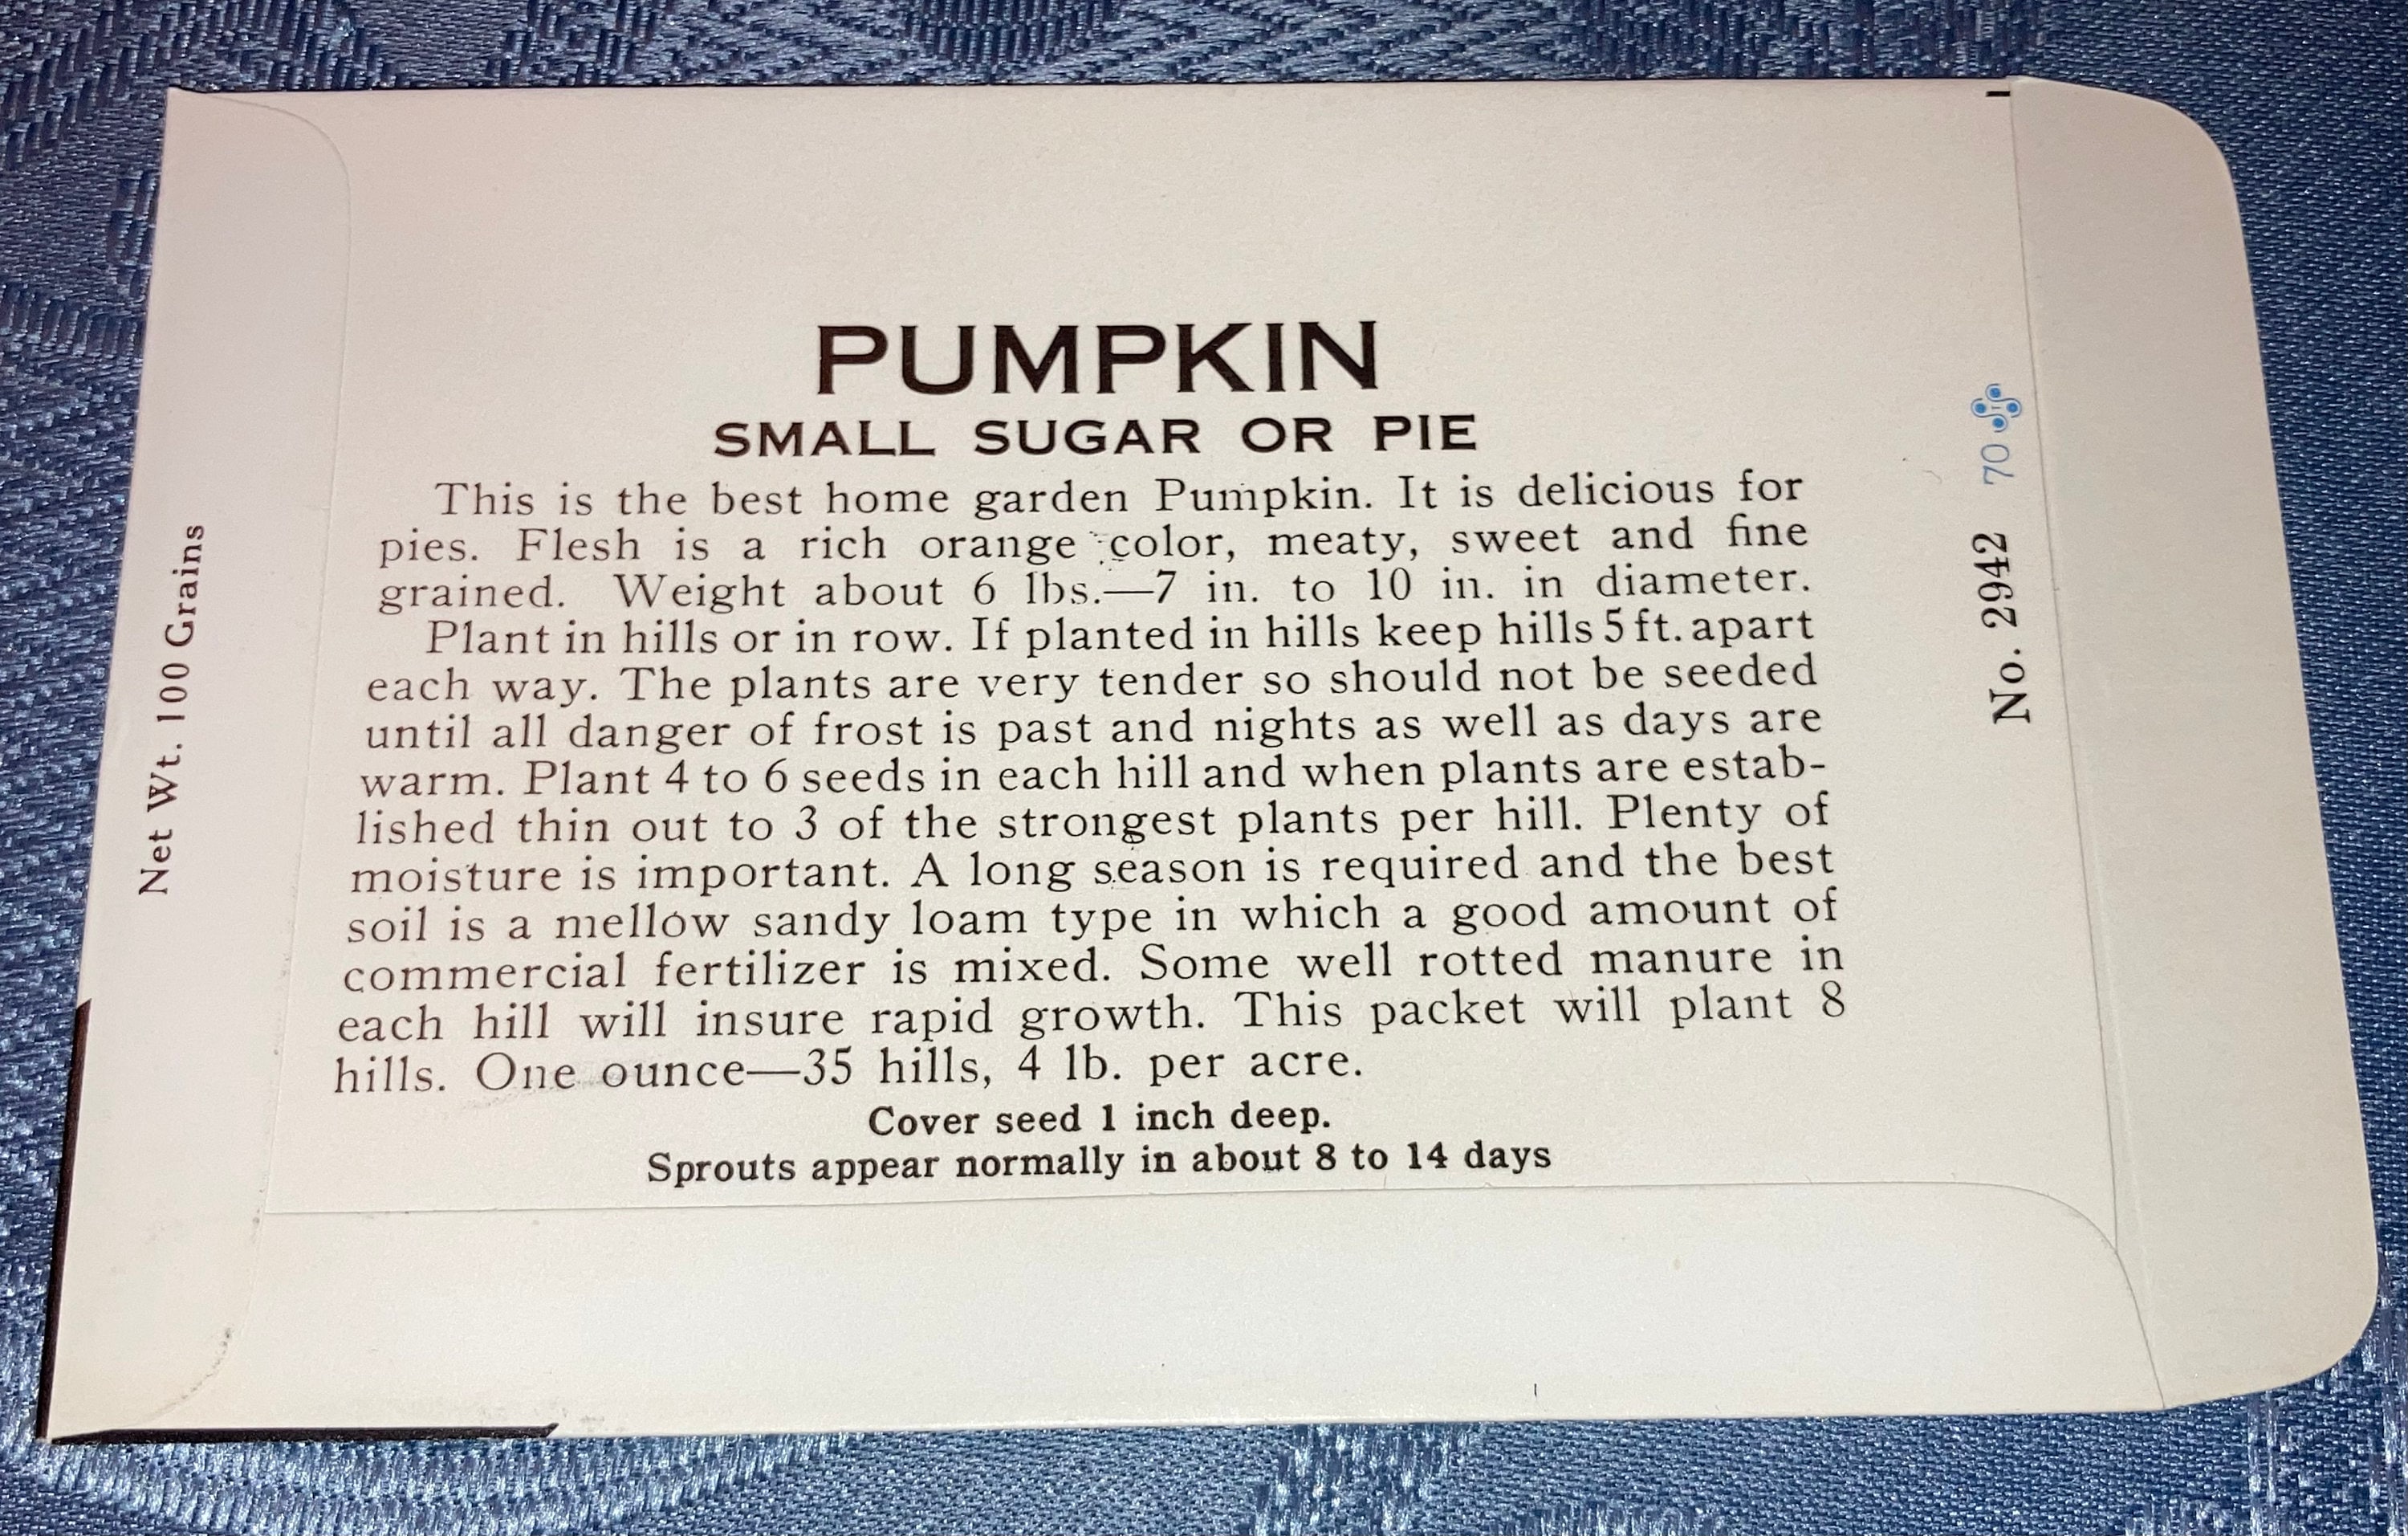 PUMPKIN
SMALL SUGAR OR PIE
This is the best home garden Pumpkin. It is delicious for
pies. Flesh is a rich orange color, meaty, sweet and fine
grained. Weight about 6 lbs.—7 in. to 10 in. in diameter.
Plant in hills or in row. If planted in hills keep hills 5 ft. apart
each way. The plants are very tender so should not be seeded
until all danger of frost is past and nights as well as days are
warm. Plant 4 to 6 seeds in each hill and when plants are estab-
lished thin out to 3 of the strongest plants per hill. Plenty of
moisture is important. A long season is required and the best
soil is a mellow sandy loam type in which a good amount of
commercial fertilizer is mixed. Some well rotted manure in
each hill will insure rapid growth. This packet will plant 8
hills. One ounce—35 hills, 4 lb. per acre.
Cover seed 1 inch deep.
Sprouts appear normally in about 8 to 14 days
Net Wt. 100 Grains
No. 2942 70